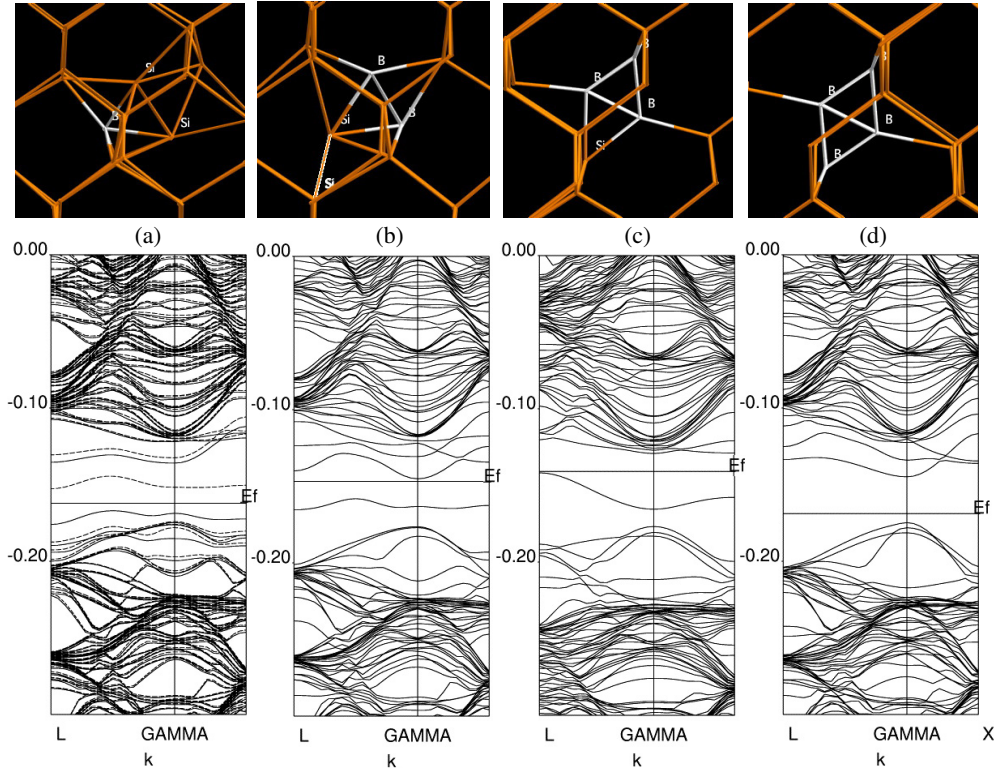 Si
B
Si
B
Si
B
Si
B
B
B
Si
B
B
B
B
(a)
(b)
(c)
(d)
0.00
-0.10
-0.20
Ef
L GAMMA
k
0.00
-0.10
-0.20
Ef
L GAMMA
k
0.00
-0.10
-0.20
Ef
L GAMMA
k
0.00
-0.10
-0.20
Ef
L GAMMA X
k